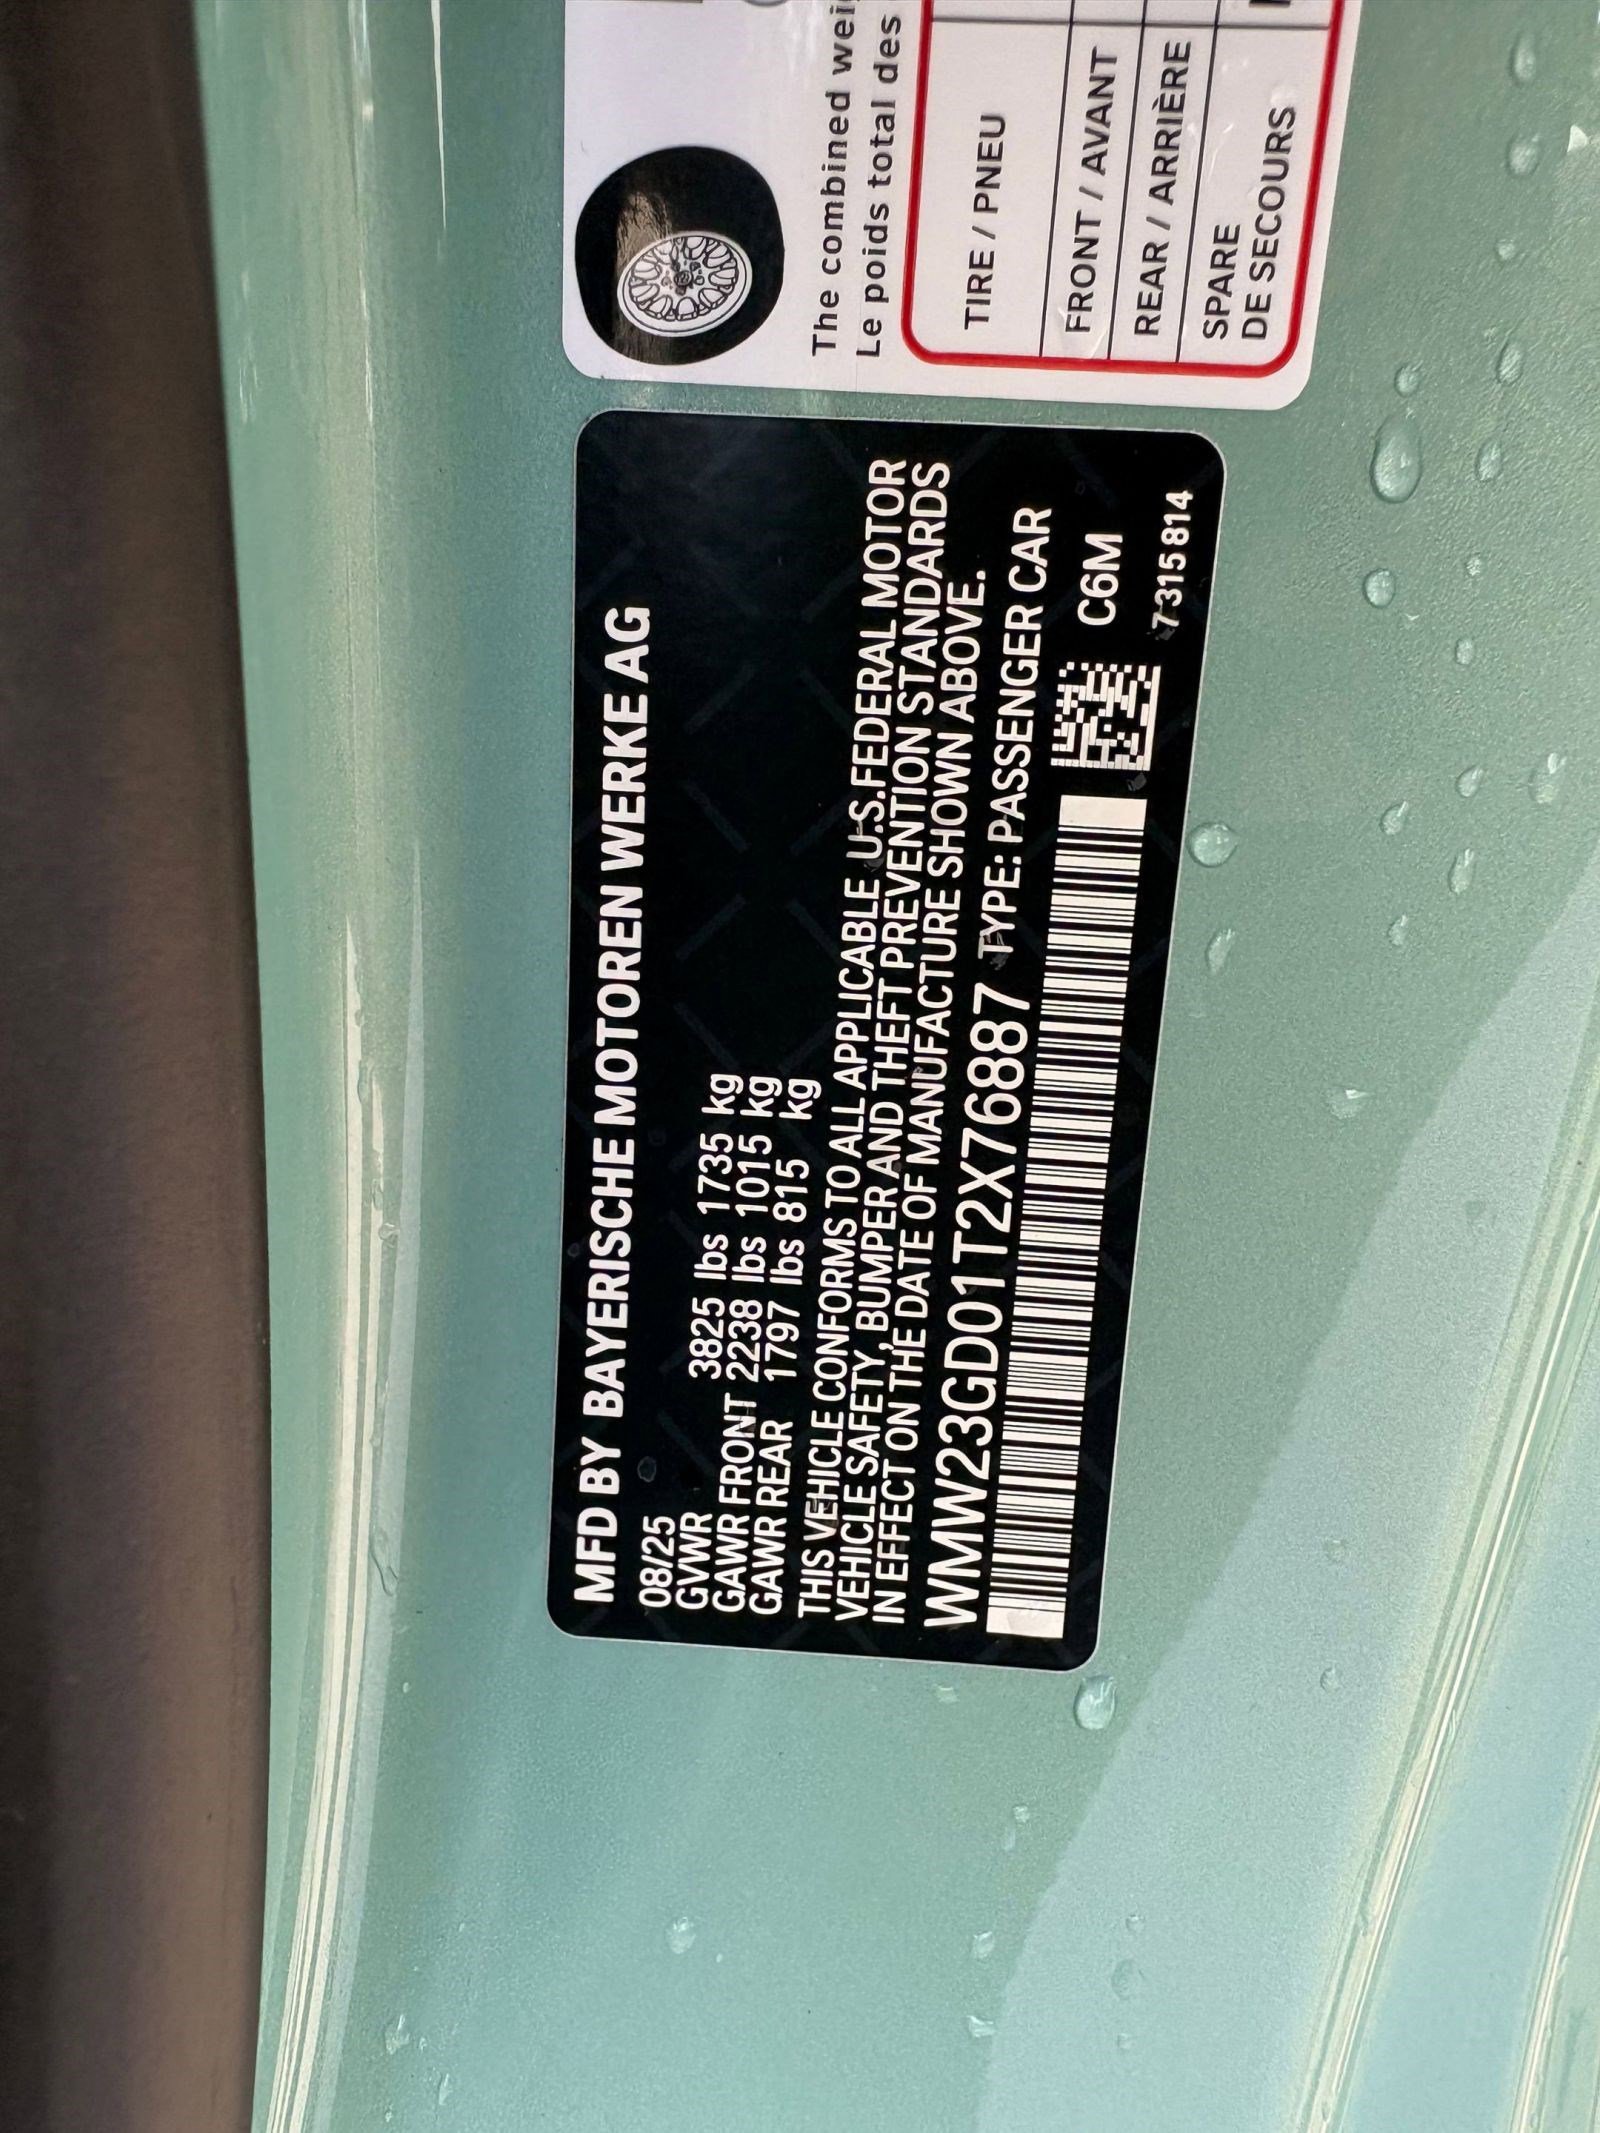 MFD BY BAYERISCHE MOTOREN WERKE AG
08/25
GVWR 3825 lbs 1735 kg
GAWR FRONT 2238 lbs 1015 kg
GAWR REAR 1797 lbs 815 kg
THIS VEHICLE CONFORMS TO ALL APPLICABLE U.S.FEDERAL MOTOR
VEHICLE SAFETY, BUMPER AND THEFT PREVENTION STANDARDS
IN EFFECT ON THE DATE OF MANUFACTURE SHOWN ABOVE.
WMW23GD01T2X76887 TYPE: PASSENGER CAR
C6M
7 315 814
The combined
Le poids total des
TIRE / PNEU
FRONT / AVANT
REAR / ARRIÈRE
SPARE
DE SECOURS